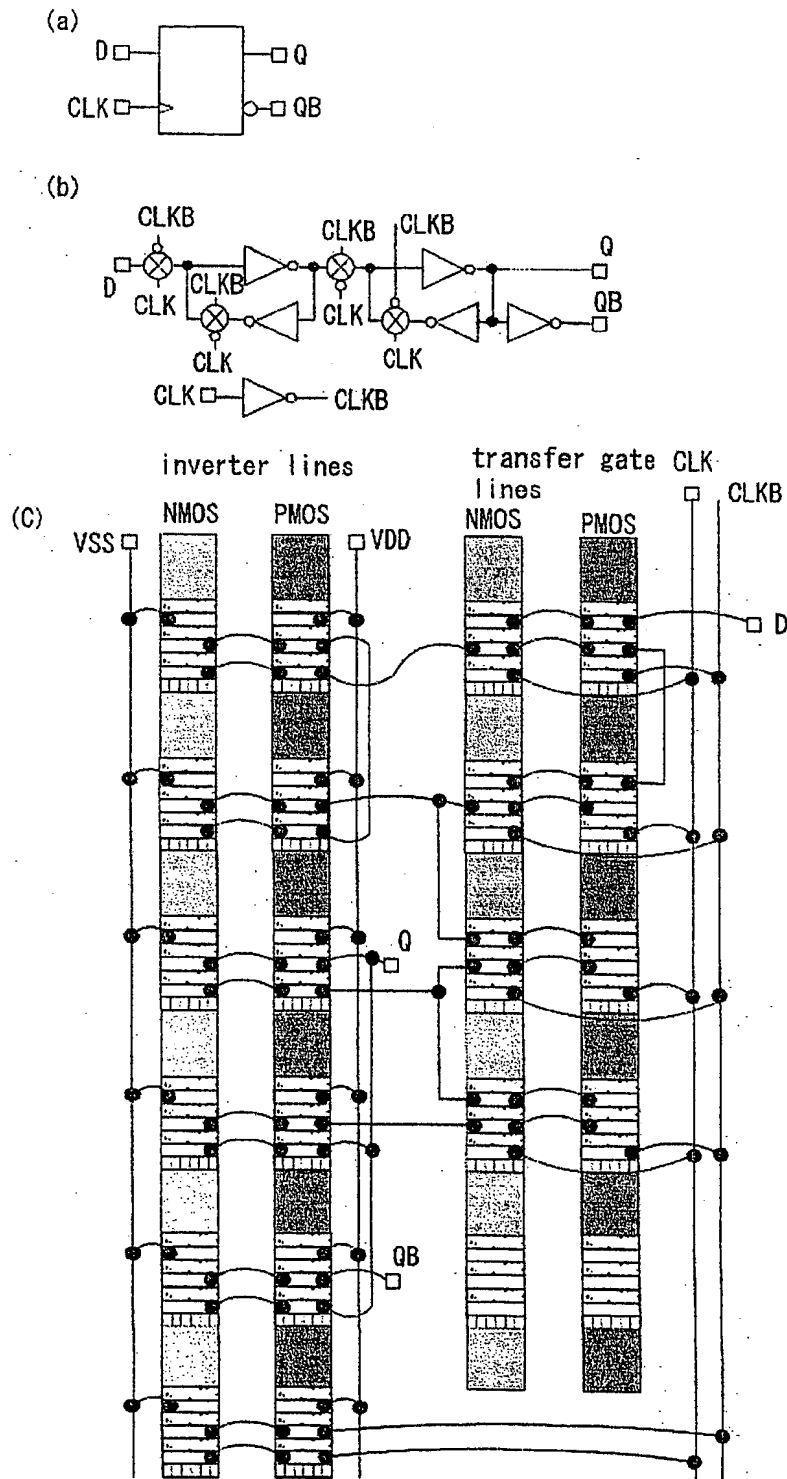 (a)
D
Q
CLK
QB
(b)
CLKB
CLKB
CLKB
Q
D
CLK
CLKB
CLK
QB
CLK
CLK
CLK
CLKB
inverter lines
transfer gate lines
CLK
CLKB
(C)
NMOS
PMOS
NMOS
PMOS
VSS
VDD
D
Q
QB